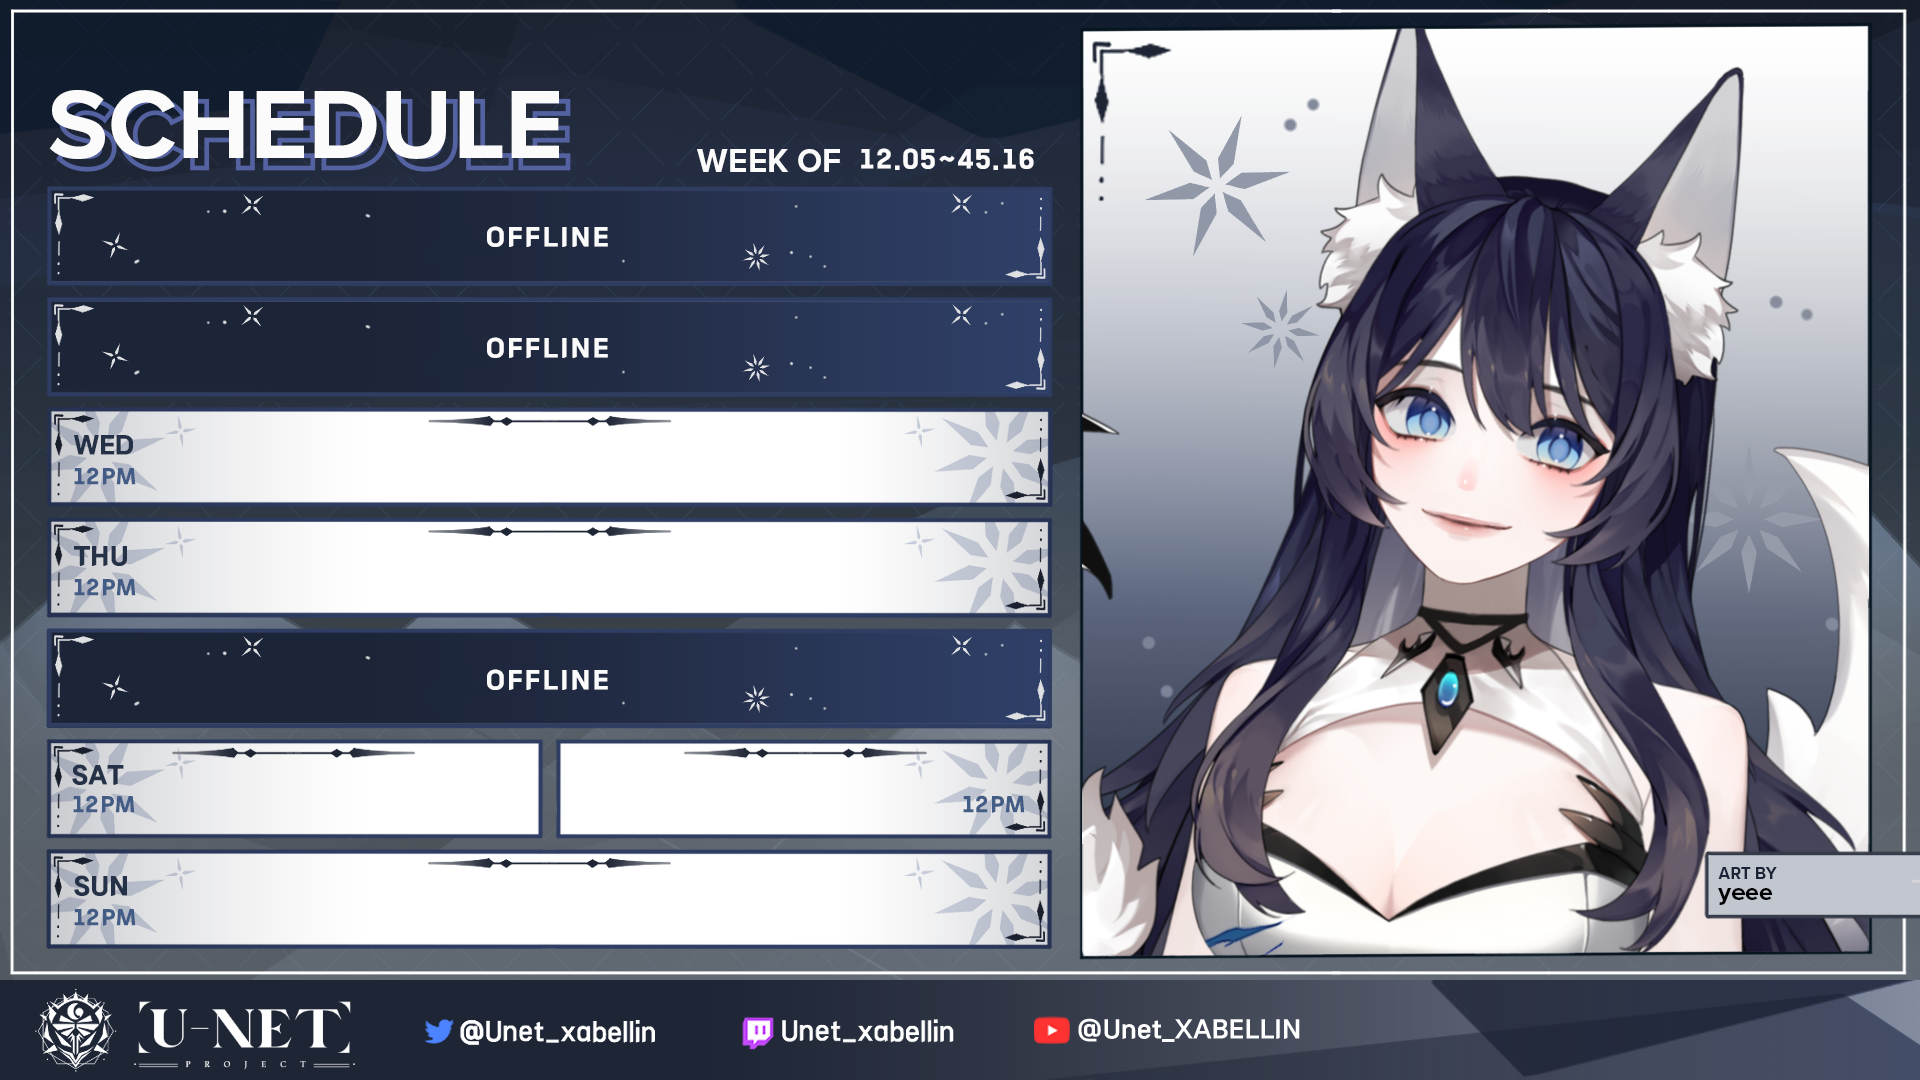 SCHEDULE
WEEK OF 12.05~45.16
OFFLINE
OFFLINE
WED
12PM
THU
12PM
OFFLINE
SAT
12PM
12PM
SUN
12PM
ART BY
yeee
U-NET
PROJECT
@Unet_xabellin
Unet_xabellin
@Unet_XABELLIN